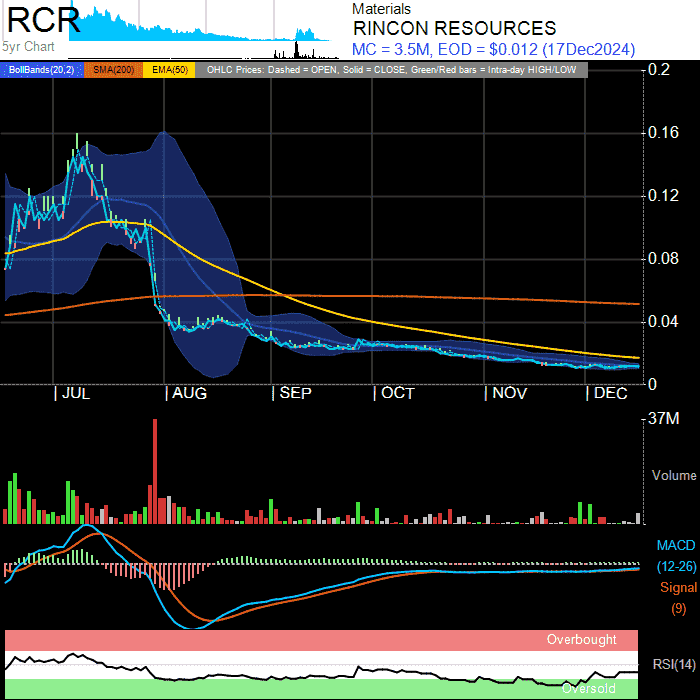 RCR
5yr Chart
Materials
RINCON RESOURCES
MC = 3.5M, EOD = $0.012 (17Dec2024)
BollBands(20,2) SMA(200) EMA(50) OHLC Prices: Dashed = OPEN, Solid = CLOSE, Green/Red bars = Intra-day HIGH/LOW
0.2
0.16
0.12
0.08
0.04
0
JUL AUG SEP OCT NOV DEC
37M
Volume
MACD
(12-26)
Signal
(9)
Overbought
RSI(14)
Oversold